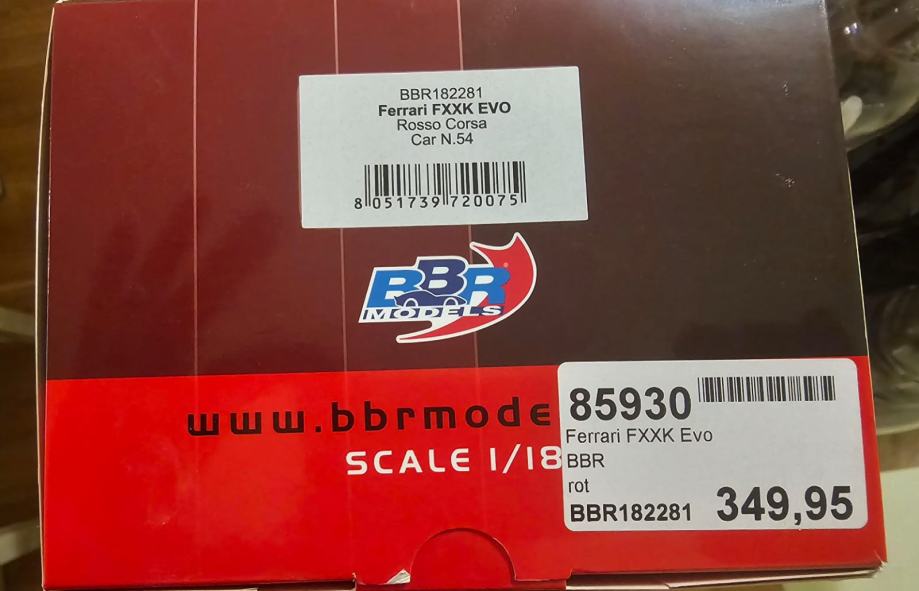 BBR182281
Ferrari FXXK EVO
Rosso Corsa
Car N.54
8 051739 720075
BBR
MODELS
www.bbrmode
SCALE 1/18
85930
Ferrari FXXK Evo
BBR
rot
BBR182281 349,95